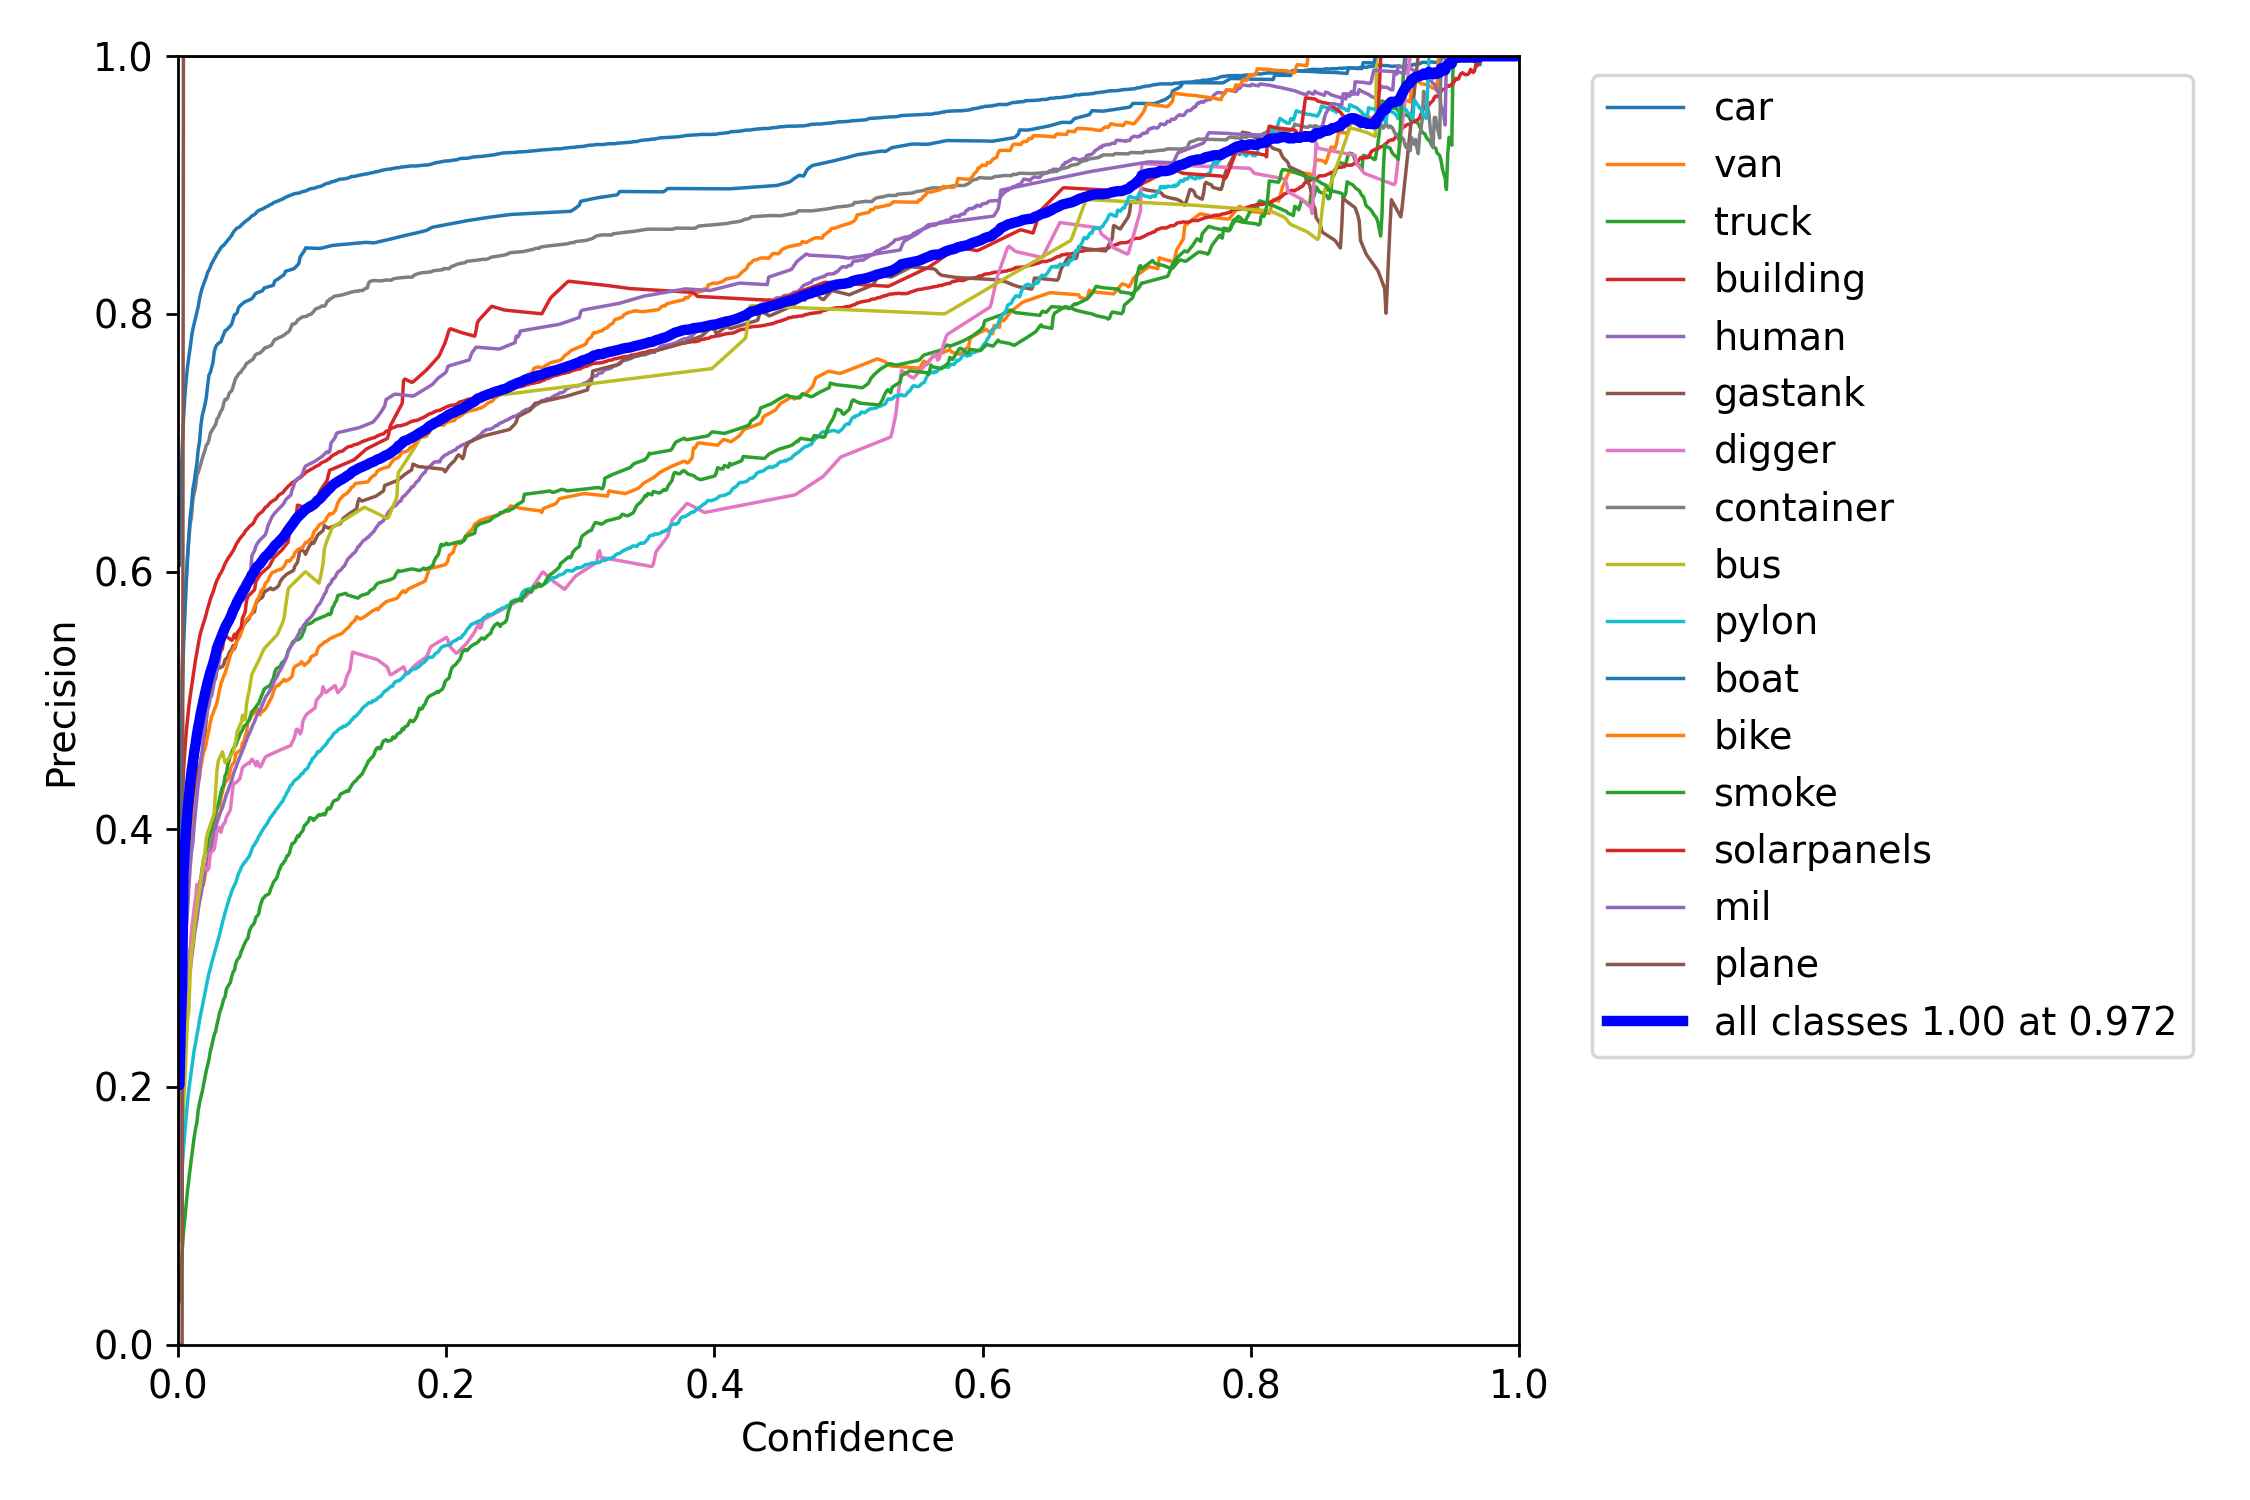 1.0
0.8
0.6
0.4
0.2
0.0
0.0 0.2 0.4 0.6 0.8 1.0
Precision
Confidence
car
van
truck
building
human
gastank
digger
container
bus
pylon
boat
bike
smoke
solarpanels
mil
plane
all classes 1.00 at 0.972